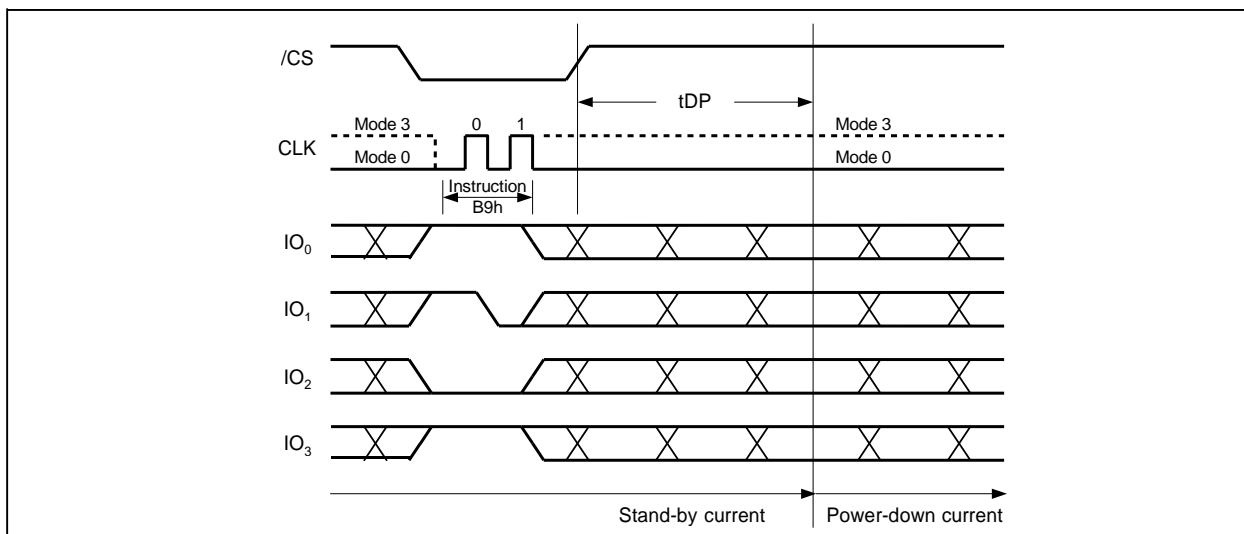 /CS
tDP
Mode 3 0 1 Mode 3
CLK
Mode 0 Mode 0
Instruction
B9h
IO0
IO1
IO2
IO3
Stand-by current Power-down current